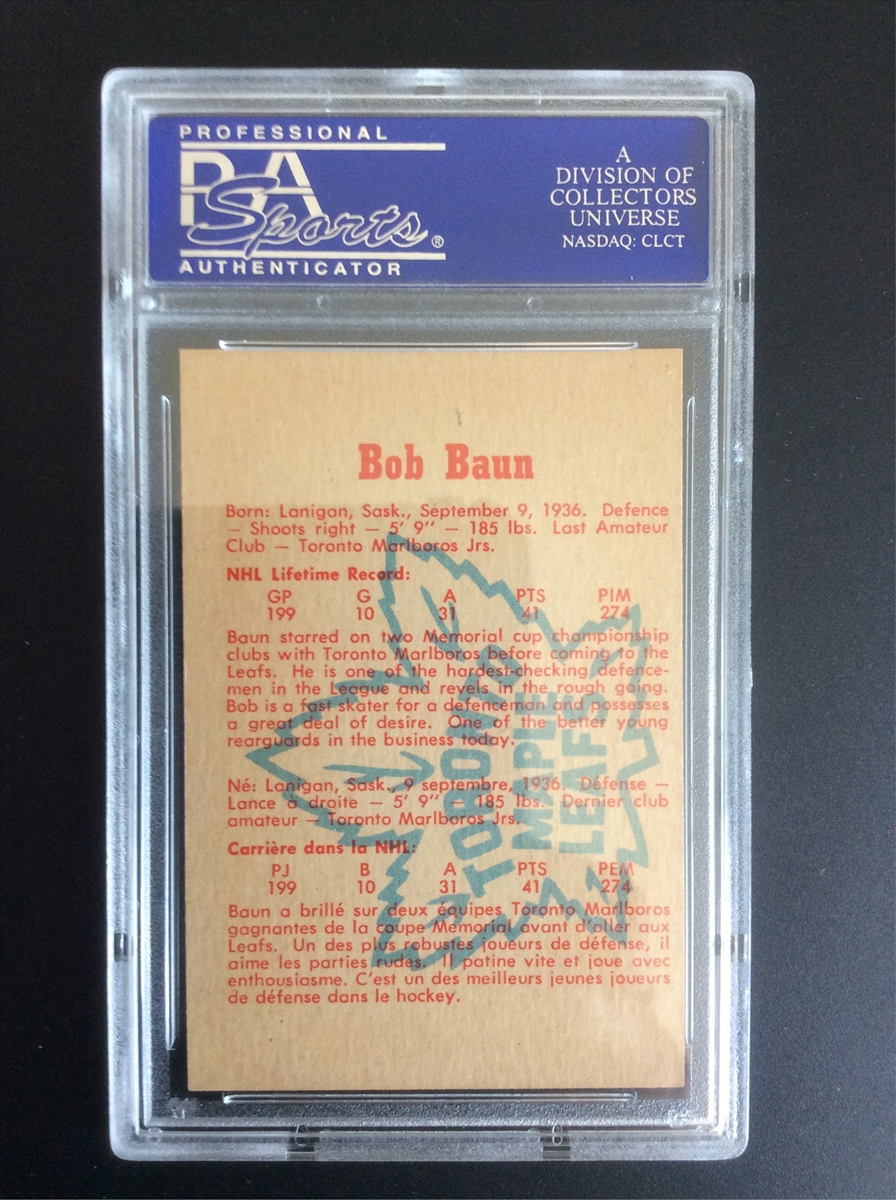 PROFESSIONAL
PSA
Sports®
AUTHENTICATOR
A
DIVISION OF
COLLECTORS
UNIVERSE
NASDAQ: CLCT
Bob Baun
Born: Lanigan, Sask., September 9, 1936. Defence
— Shoots right — 5' 9" — 185 lbs. Last Amateur
Club — Toronto Marlboros Jrs.
NHL Lifetime Record:
GP G A PTS PIM
199 10 31 41 274
Baun starred on two Memorial cup championship
clubs with Toronto Marlboros before coming to the
Leafs. He is one of the hardest-checking defence-
men in the League and revels in the rough going.
Bob is a fast skater for a defenceman and possesses
a great deal of desire. One of the better young
rearguards in the business today.
Né: Lanigan, Sask., 9 septembre, 1936. Défense —
Lance à droite — 5' 9" — 185 lbs. Dernier club
amateur — Toronto Marlboros Jrs.
Carrière dans la NHL:
PJ B A PTS PEM
199 10 31 41 274
Baun a brillé sur deux équipes Toronto Marlboros
gagnantes de la coupe Memorial avant d'aller aux
Leafs. Un des plus robustes joueurs de défense, il
aime les parties rudes. Il patine vite et joue avec
enthousiasme. C'est un des meilleurs jeunes joueurs
de défense dans le hockey.
TORONTO
MAPLE
LEAFS